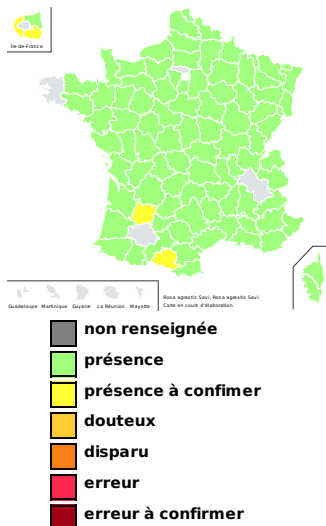 Île-de-France
Guadeloupe Martinique Guyane La Réunion Mayotte
Rosa agrestis Savi, Rosa agrestis Savi
Carte en cours d'élaboration.
non renseignée
présence
présence à confimer
douteux
disparu
erreur
erreur à confirmer